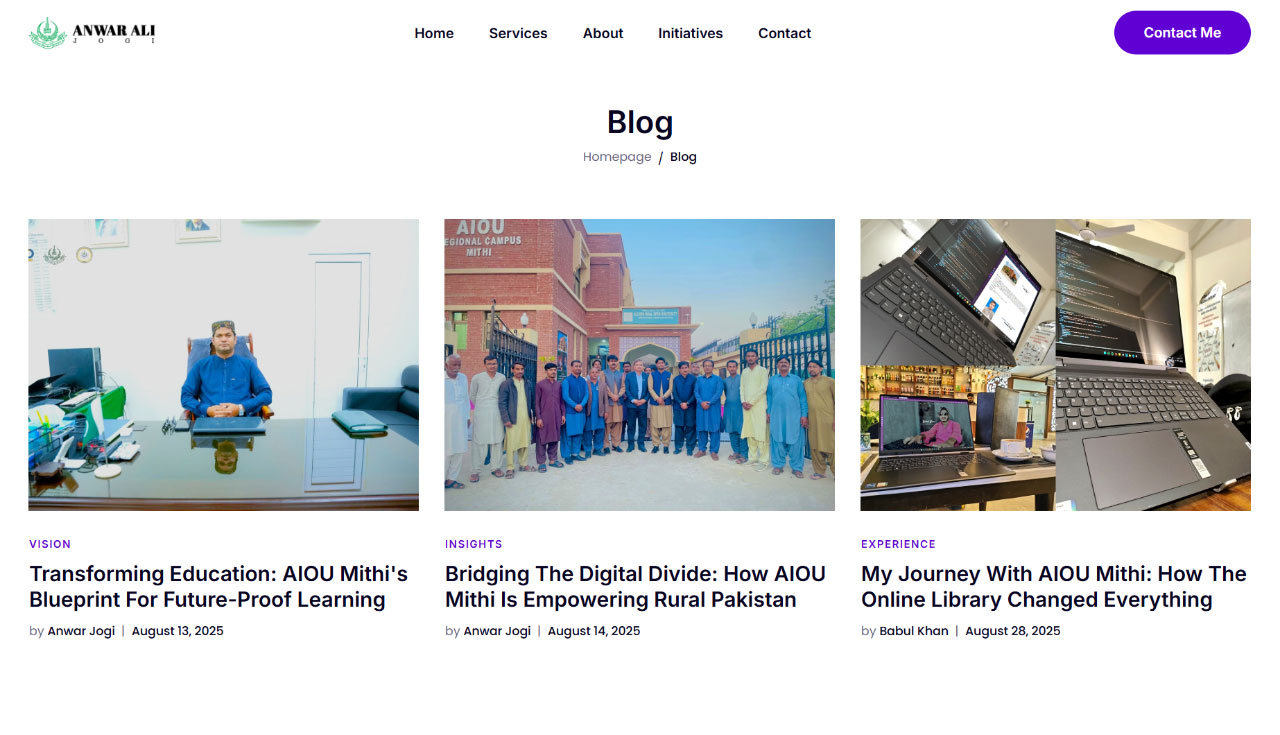 ANWAR ALI
JOGI
Home Services About Initiatives Contact
Contact Me
Blog
Homepage / Blog
AIOU
EGIONAL CAMPUS
MITHI
VISION
Transforming Education: AIOU Mithi's
Blueprint For Future-Proof Learning
by Anwar Jogi | August 13, 2025
INSIGHTS
Bridging The Digital Divide: How AIOU
Mithi Is Empowering Rural Pakistan
by Anwar Jogi | August 14, 2025
EXPERIENCE
My Journey With AIOU Mithi: How The
Online Library Changed Everything
by Babul Khan | August 28, 2025